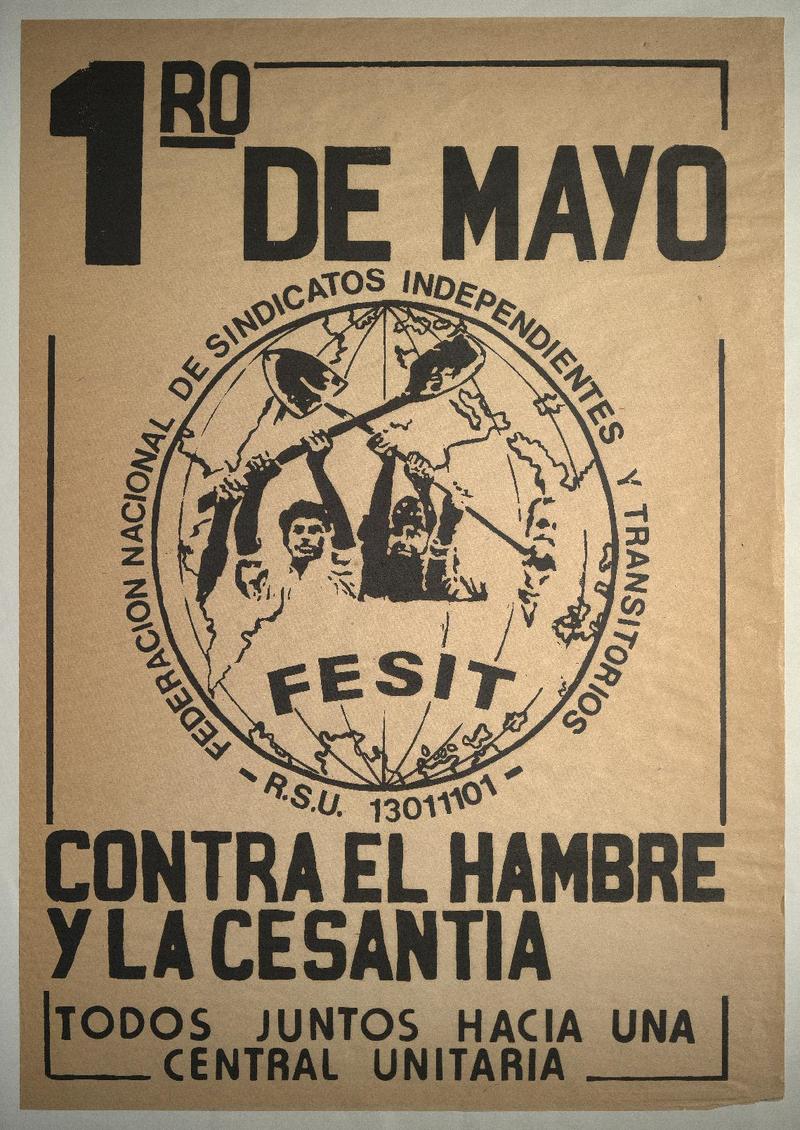 1RO DE MAYO
FEDERACION NACIONAL DE SINDICATOS INDEPENDIENTES Y TRANSITORIOS
FESIT
– R.S.U. 13011101 –
CONTRA EL HAMBRE
Y LA CESANTIA
TODOS JUNTOS HACIA UNA
CENTRAL UNITARIA